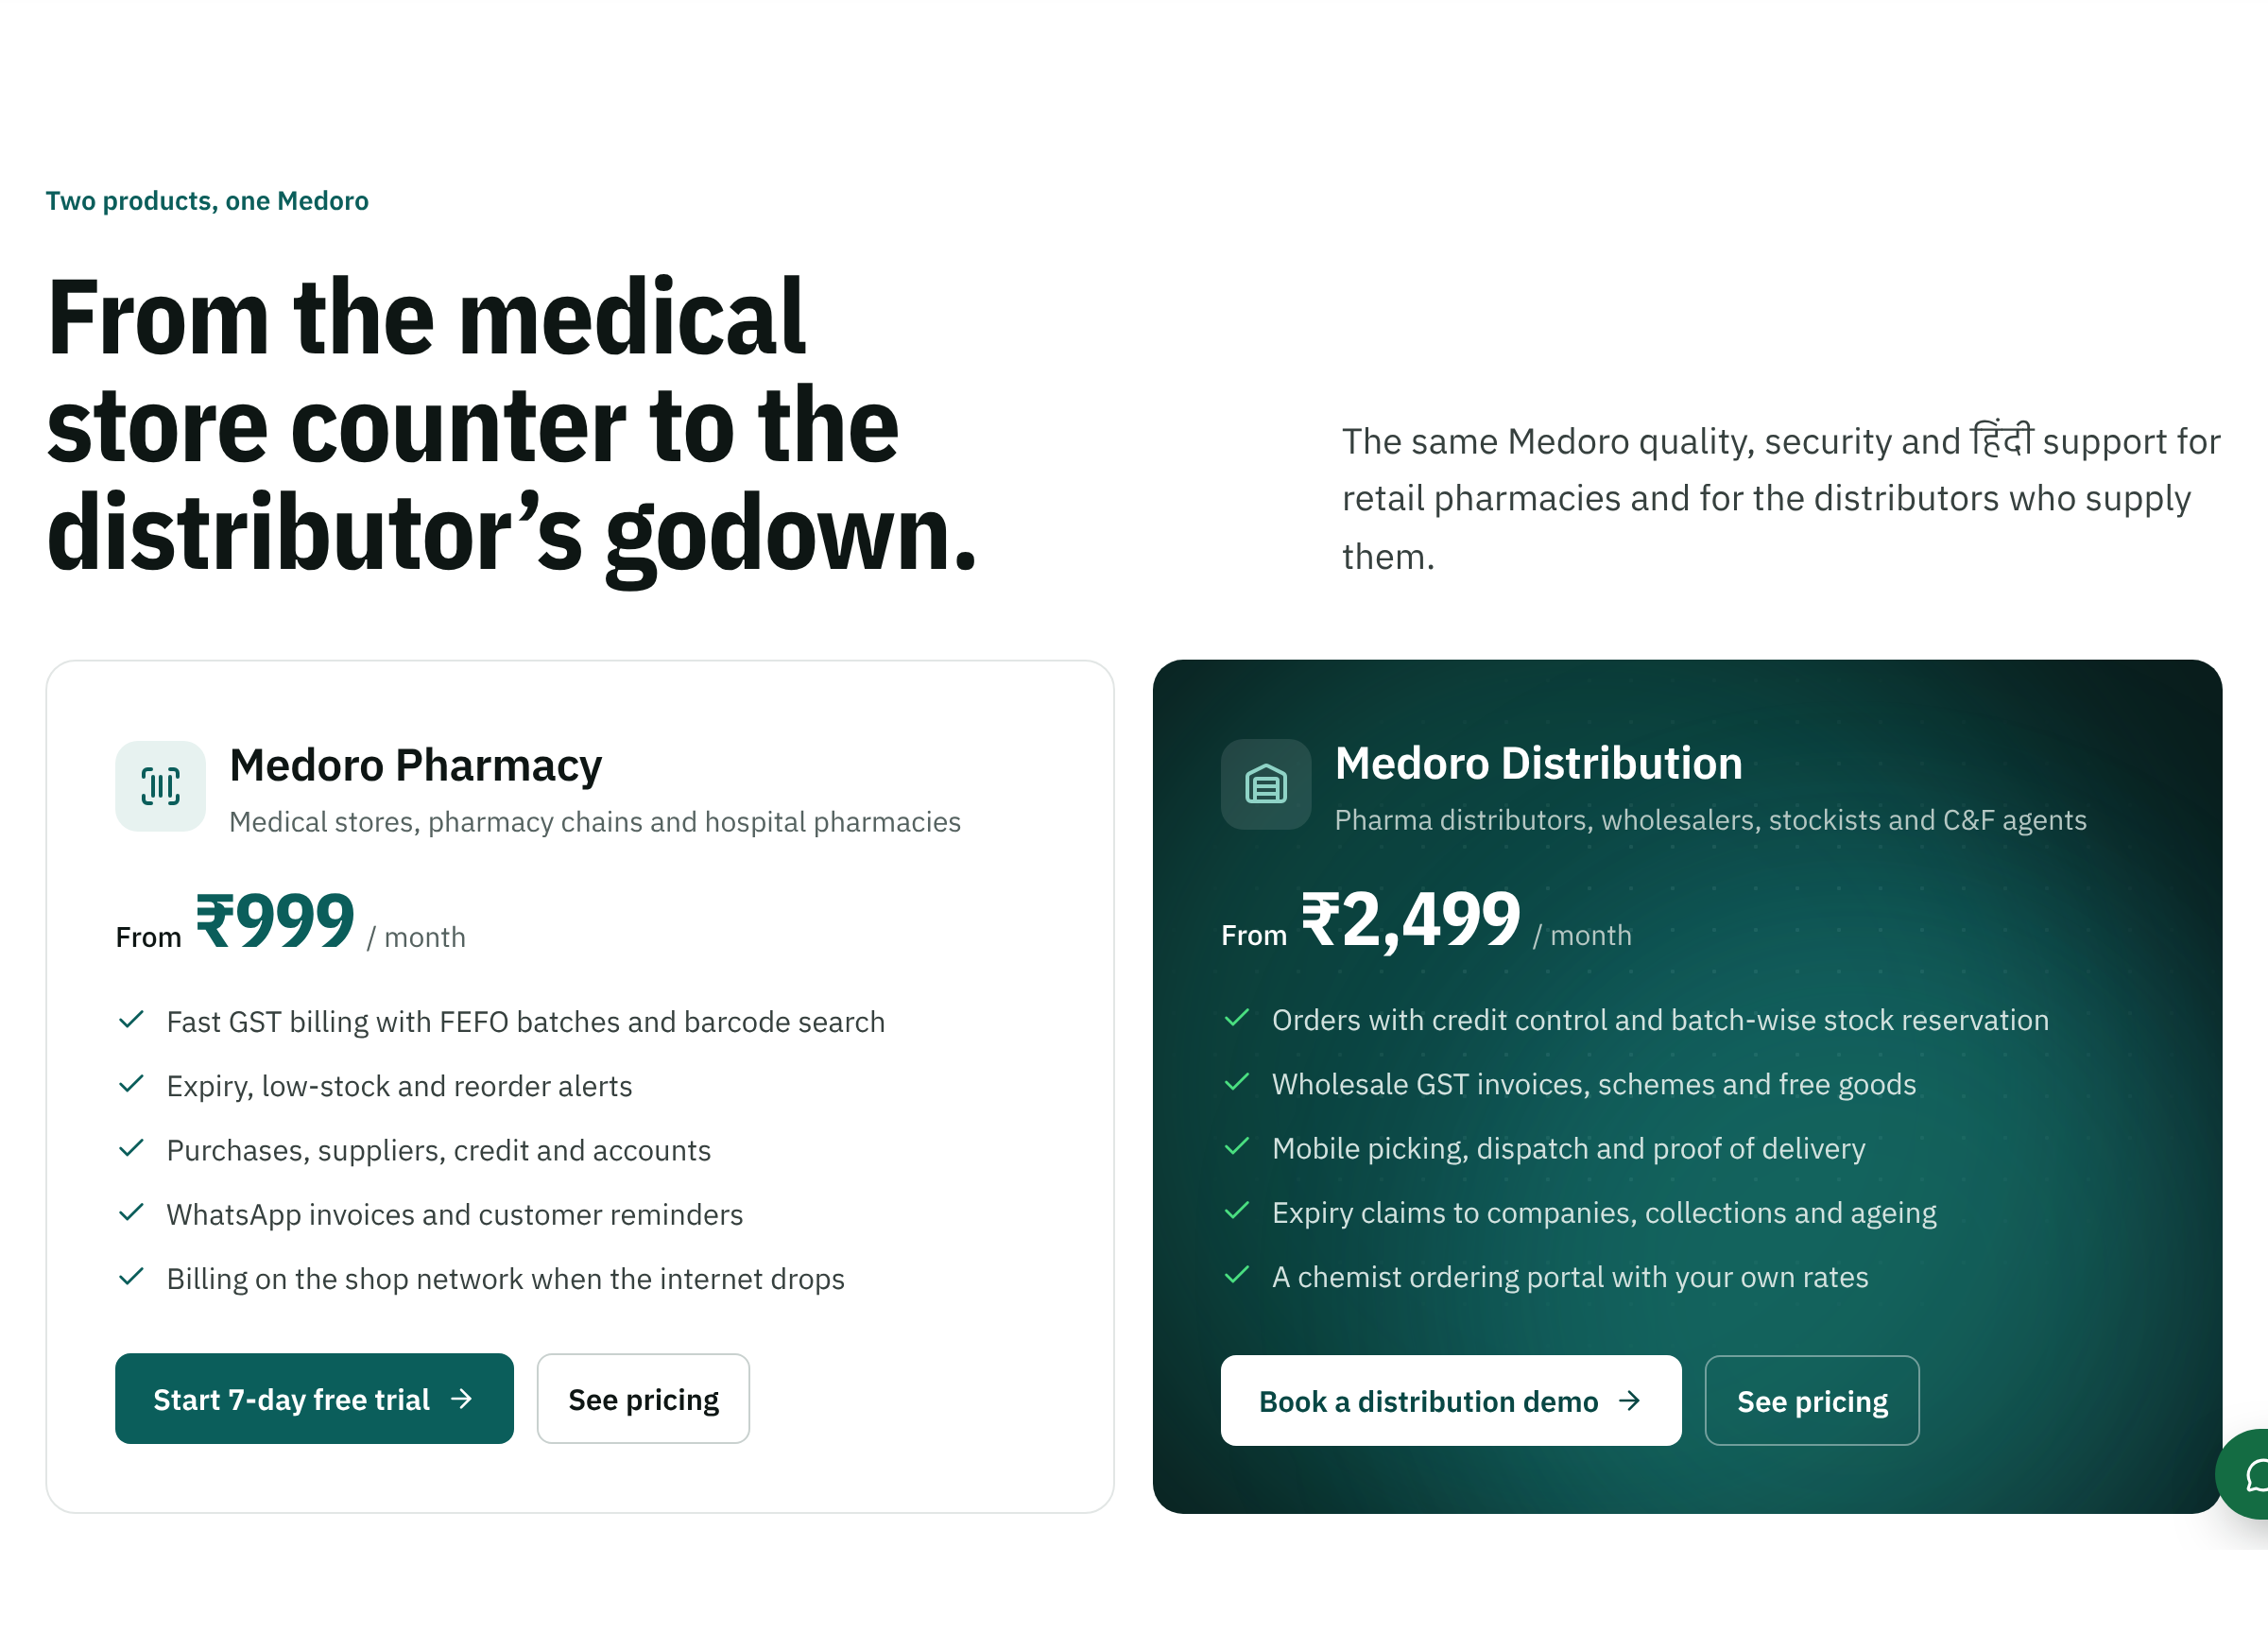 Two products, one Medoro
From the medical
store counter to the
distributor’s godown.
The same Medoro quality, security and हिंदी support for
retail pharmacies and for the distributors who supply
them.
Medoro Pharmacy
Medical stores, pharmacy chains and hospital pharmacies
From ₹999 / month
Fast GST billing with FEFO batches and barcode search
Expiry, low-stock and reorder alerts
Purchases, suppliers, credit and accounts
WhatsApp invoices and customer reminders
Billing on the shop network when the internet drops
Start 7-day free trial
See pricing
Medoro Distribution
Pharma distributors, wholesalers, stockists and C&F agents
From ₹2,499 / month
Orders with credit control and batch-wise stock reservation
Wholesale GST invoices, schemes and free goods
Mobile picking, dispatch and proof of delivery
Expiry claims to companies, collections and ageing
A chemist ordering portal with your own rates
Book a distribution demo
See pricing